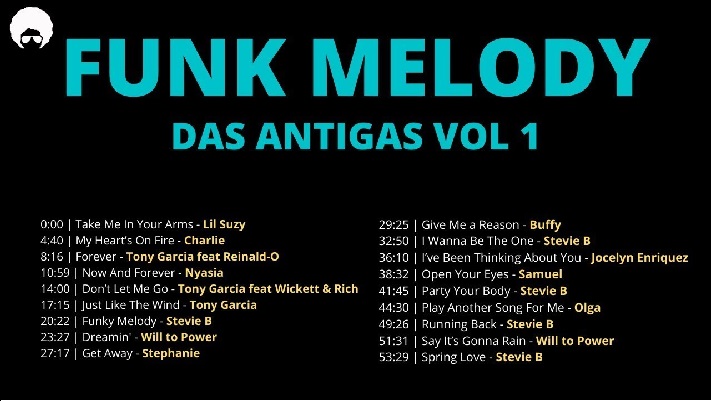 FUNK MELODY
DAS ANTIGAS VOL 1
0:00 | Take Me In Your Arms - Lil Suzy
4:40 | My Heart's On Fire - Charlie
8:16 | Forever - Tony Garcia feat Reinald-O
10:59 | Now And Forever - Nyasia
14:00 | Don't Let Me Go - Tony Garcia feat Wickett & Rich
17:15 | Just Like The Wind - Tony Garcia
20:22 | Funky Melody - Stevie B
23:27 | Dreamin' - Will to Power
27:17 | Get Away - Stephanie
29:25 | Give Me a Reason - Buffy
32:50 | I Wanna Be The One - Stevie B
36:10 | I've Been Thinking About You - Jocelyn Enriquez
38:32 | Open Your Eyes - Samuel
41:45 | Party Your Body - Stevie B
44:30 | Play Another Song For Me - Olga
49:26 | Running Back - Stevie B
51:31 | Say It's Gonna Rain - Will to Power
53:29 | Spring Love - Stevie B